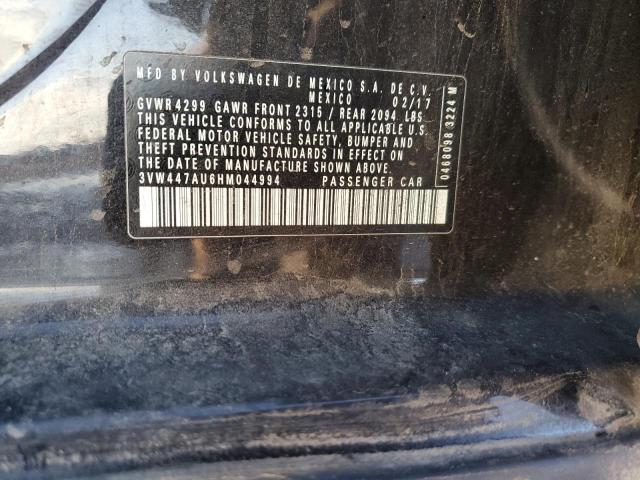 MFD BY VOLKSWAGEN DE MEXICO S.A. DE C.V.
MEXICO 02/17
GVWR 4299 GAWR FRONT 2315 / REAR 2094 LBS
THIS VEHICLE CONFORMS TO ALL APPLICABLE U.S.
FEDERAL MOTOR VEHICLE SAFETY, BUMPER AND
THEFT PREVENTION STANDARDS IN EFFECT ON
THE DATE OF MANUFACTURE SHOWN ABOVE.
3VW447AU6HM044994 PASSENGER CAR
0468098 3224 M